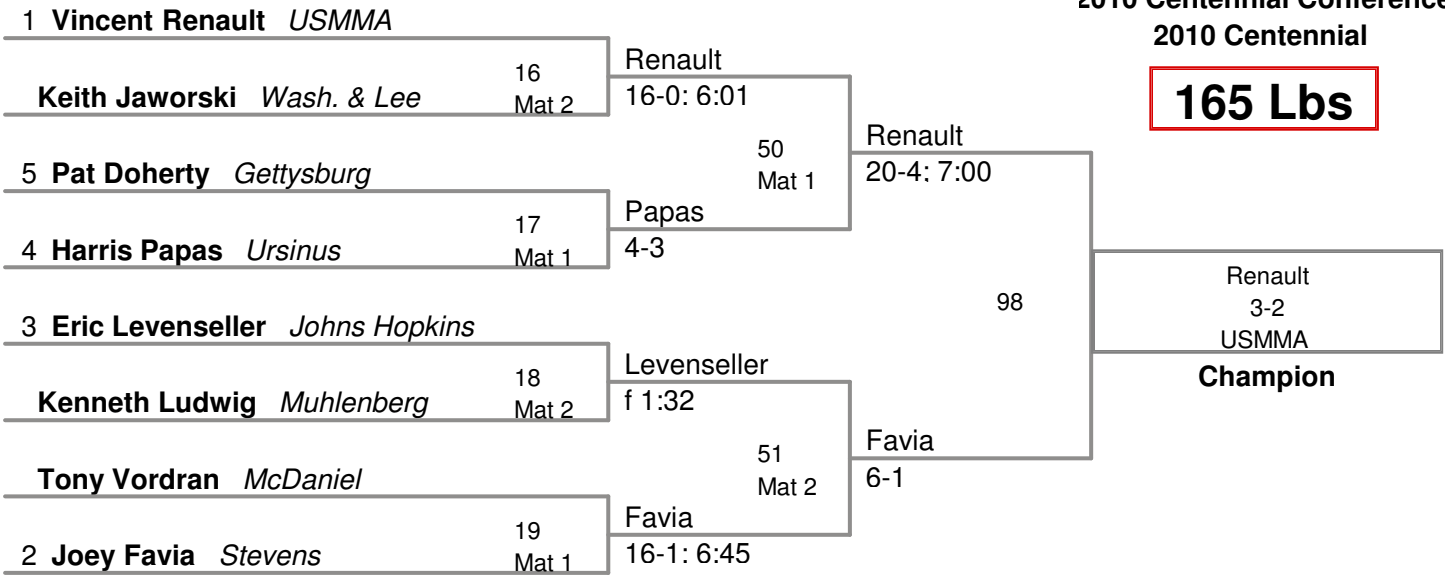 2010 Centennial Conference
2010 Centennial
165 Lbs
1 Vincent Renault USMMA
16
Mat 2
Keith Jaworski Wash. & Lee
Renault
16-0: 6:01
5 Pat Doherty Gettysburg
17
Mat 1
4 Harris Papas Ursinus
Papas
4-3
50
Mat 1
Renault
20-4: 7:00
3 Eric Levenseller Johns Hopkins
18
Mat 2
Kenneth Ludwig Muhlenberg
Levenseller
f 1:32
Tony Vordran McDaniel
19
Mat 1
2 Joey Favia Stevens
Favia
16-1: 6:45
51
Mat 2
Favia
6-1
98
Renault
3-2
USMMA
Champion